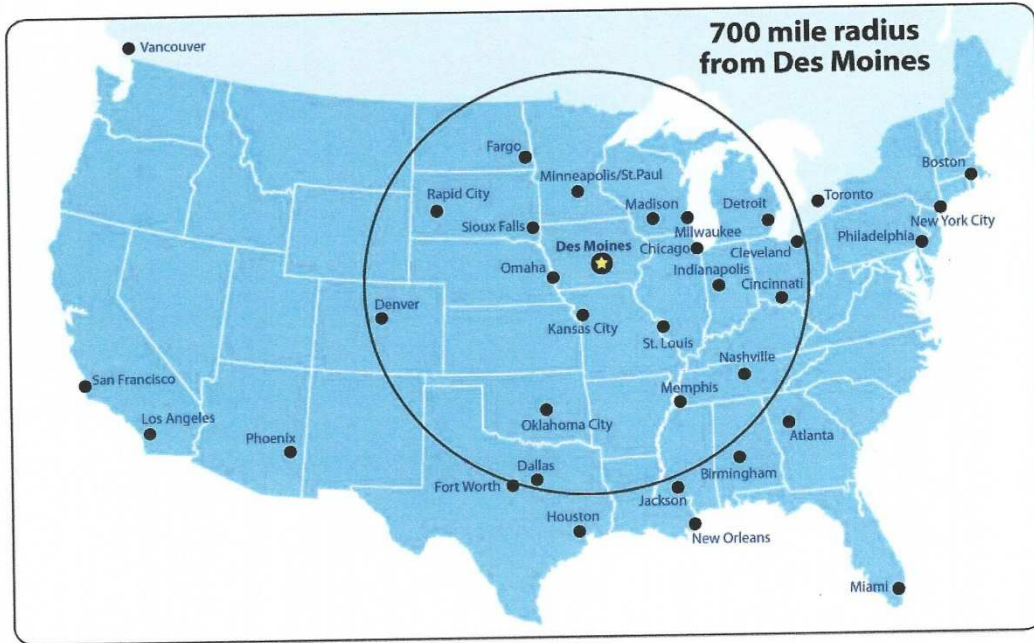 700 mile radius
from Des Moines
Vancouver
Fargo
Minneapolis/St.Paul
Boston
Rapid City
Madison
Detroit
Toronto
Sioux Falls
Milwaukee
New York City
Des Moines
Chicago
Cleveland
Philadelphia
Omaha
Indianapolis
Cincinnati
Denver
Kansas City
St. Louis
Nashville
San Francisco
Memphis
Los Angeles
Oklahoma City
Atlanta
Phoenix
Dallas
Birmingham
Fort Worth
Jackson
Houston
New Orleans
Miami